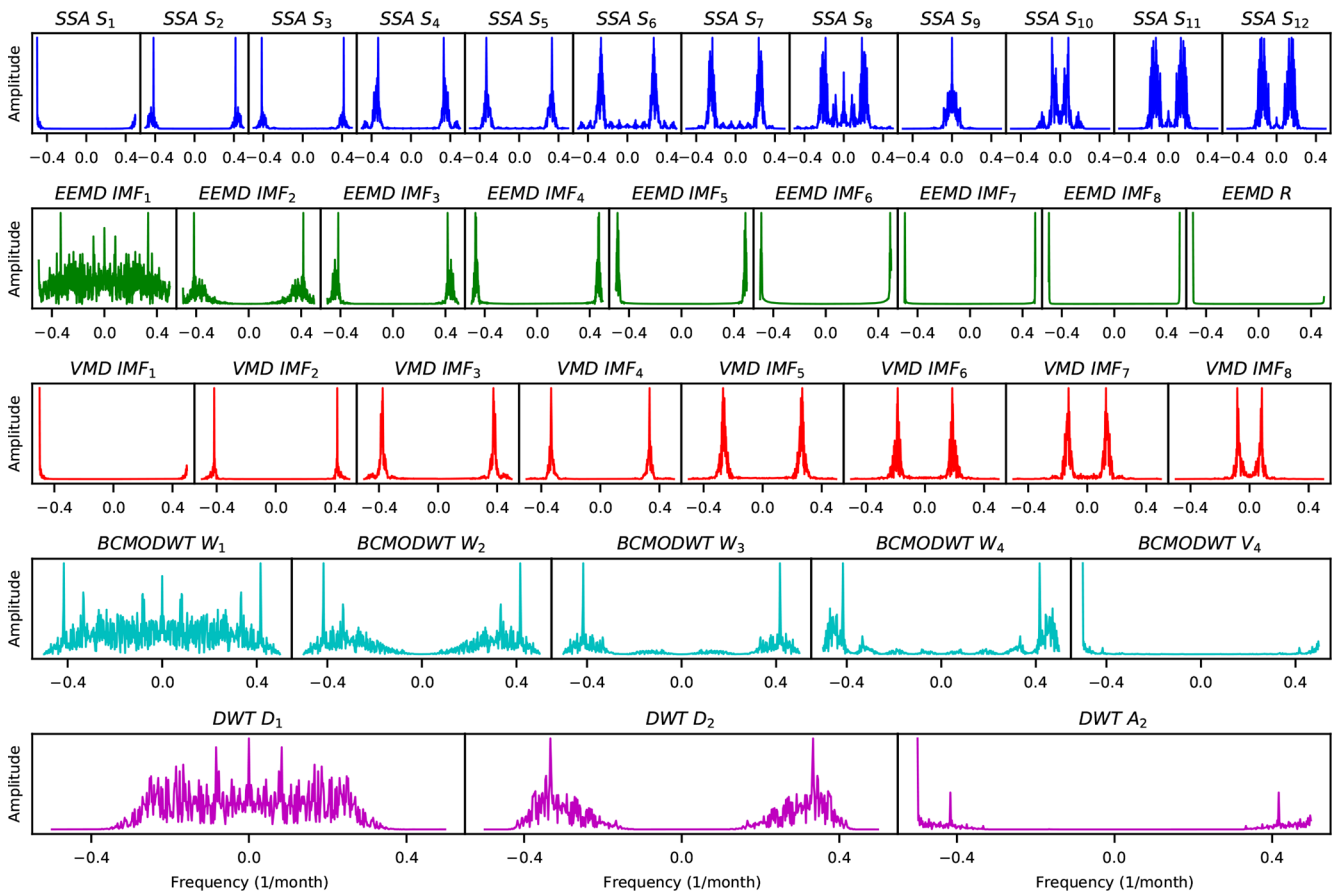 SSA S₁ SSA S₂ SSA S₃ SSA S₄ SSA S₅ SSA S₆ SSA S₇ SSA S₈ SSA S₉ SSA S₁₀ SSA S₁₁ SSA S₁₂
Amplitude
−0.4 0.0 0.4 −0.4 0.0 0.4 −0.4 0.0 0.4 −0.4 0.0 0.4 −0.4 0.0 0.4 −0.4 0.0 0.4 −0.4 0.0 0.4 −0.4 0.0 0.4 −0.4 0.0 0.4 −0.4 0.0 0.4 −0.4 0.0 0.4 −0.4 0.0 0.4
EEMD IMF₁ EEMD IMF₂ EEMD IMF₃ EEMD IMF₄ EEMD IMF₅ EEMD IMF₆ EEMD IMF₇ EEMD IMF₈ EEMD R
Amplitude
−0.4 0.0 0.4 −0.4 0.0 0.4 −0.4 0.0 0.4 −0.4 0.0 0.4 −0.4 0.0 0.4 −0.4 0.0 0.4 −0.4 0.0 0.4 −0.4 0.0 0.4 −0.4 0.0 0.4
VMD IMF₁ VMD IMF₂ VMD IMF₃ VMD IMF₄ VMD IMF₅ VMD IMF₆ VMD IMF₇ VMD IMF₈
Amplitude
−0.4 0.0 0.4 −0.4 0.0 0.4 −0.4 0.0 0.4 −0.4 0.0 0.4 −0.4 0.0 0.4 −0.4 0.0 0.4 −0.4 0.0 0.4 −0.4 0.0 0.4
BCMODWT W₁ BCMODWT W₂ BCMODWT W₃ BCMODWT W₄ BCMODWT V₄
Amplitude
−0.4 0.0 0.4 −0.4 0.0 0.4 −0.4 0.0 0.4 −0.4 0.0 0.4 −0.4 0.0 0.4
DWT D₁ DWT D₂ DWT A₂
Amplitude
−0.4 0.0 0.4 −0.4 0.0 0.4 −0.4 0.0 0.4
Frequency (1/month) Frequency (1/month) Frequency (1/month)